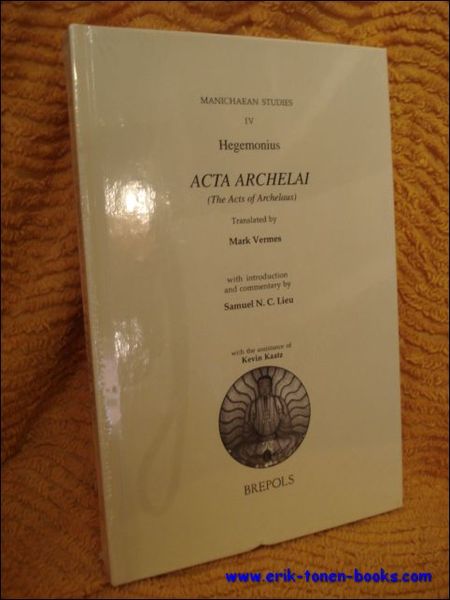 MANICHAEAN STUDIES
IV
Hegemonius
ACTA ARCHELAI
(The Acts of Archelaus)
Translated by
Mark Vermes
with introduction
and commentary by
Samuel N. C. Lieu
with the assistance of
Kevin Kaatz
BREPOLS
www.erik-tonen-books.com